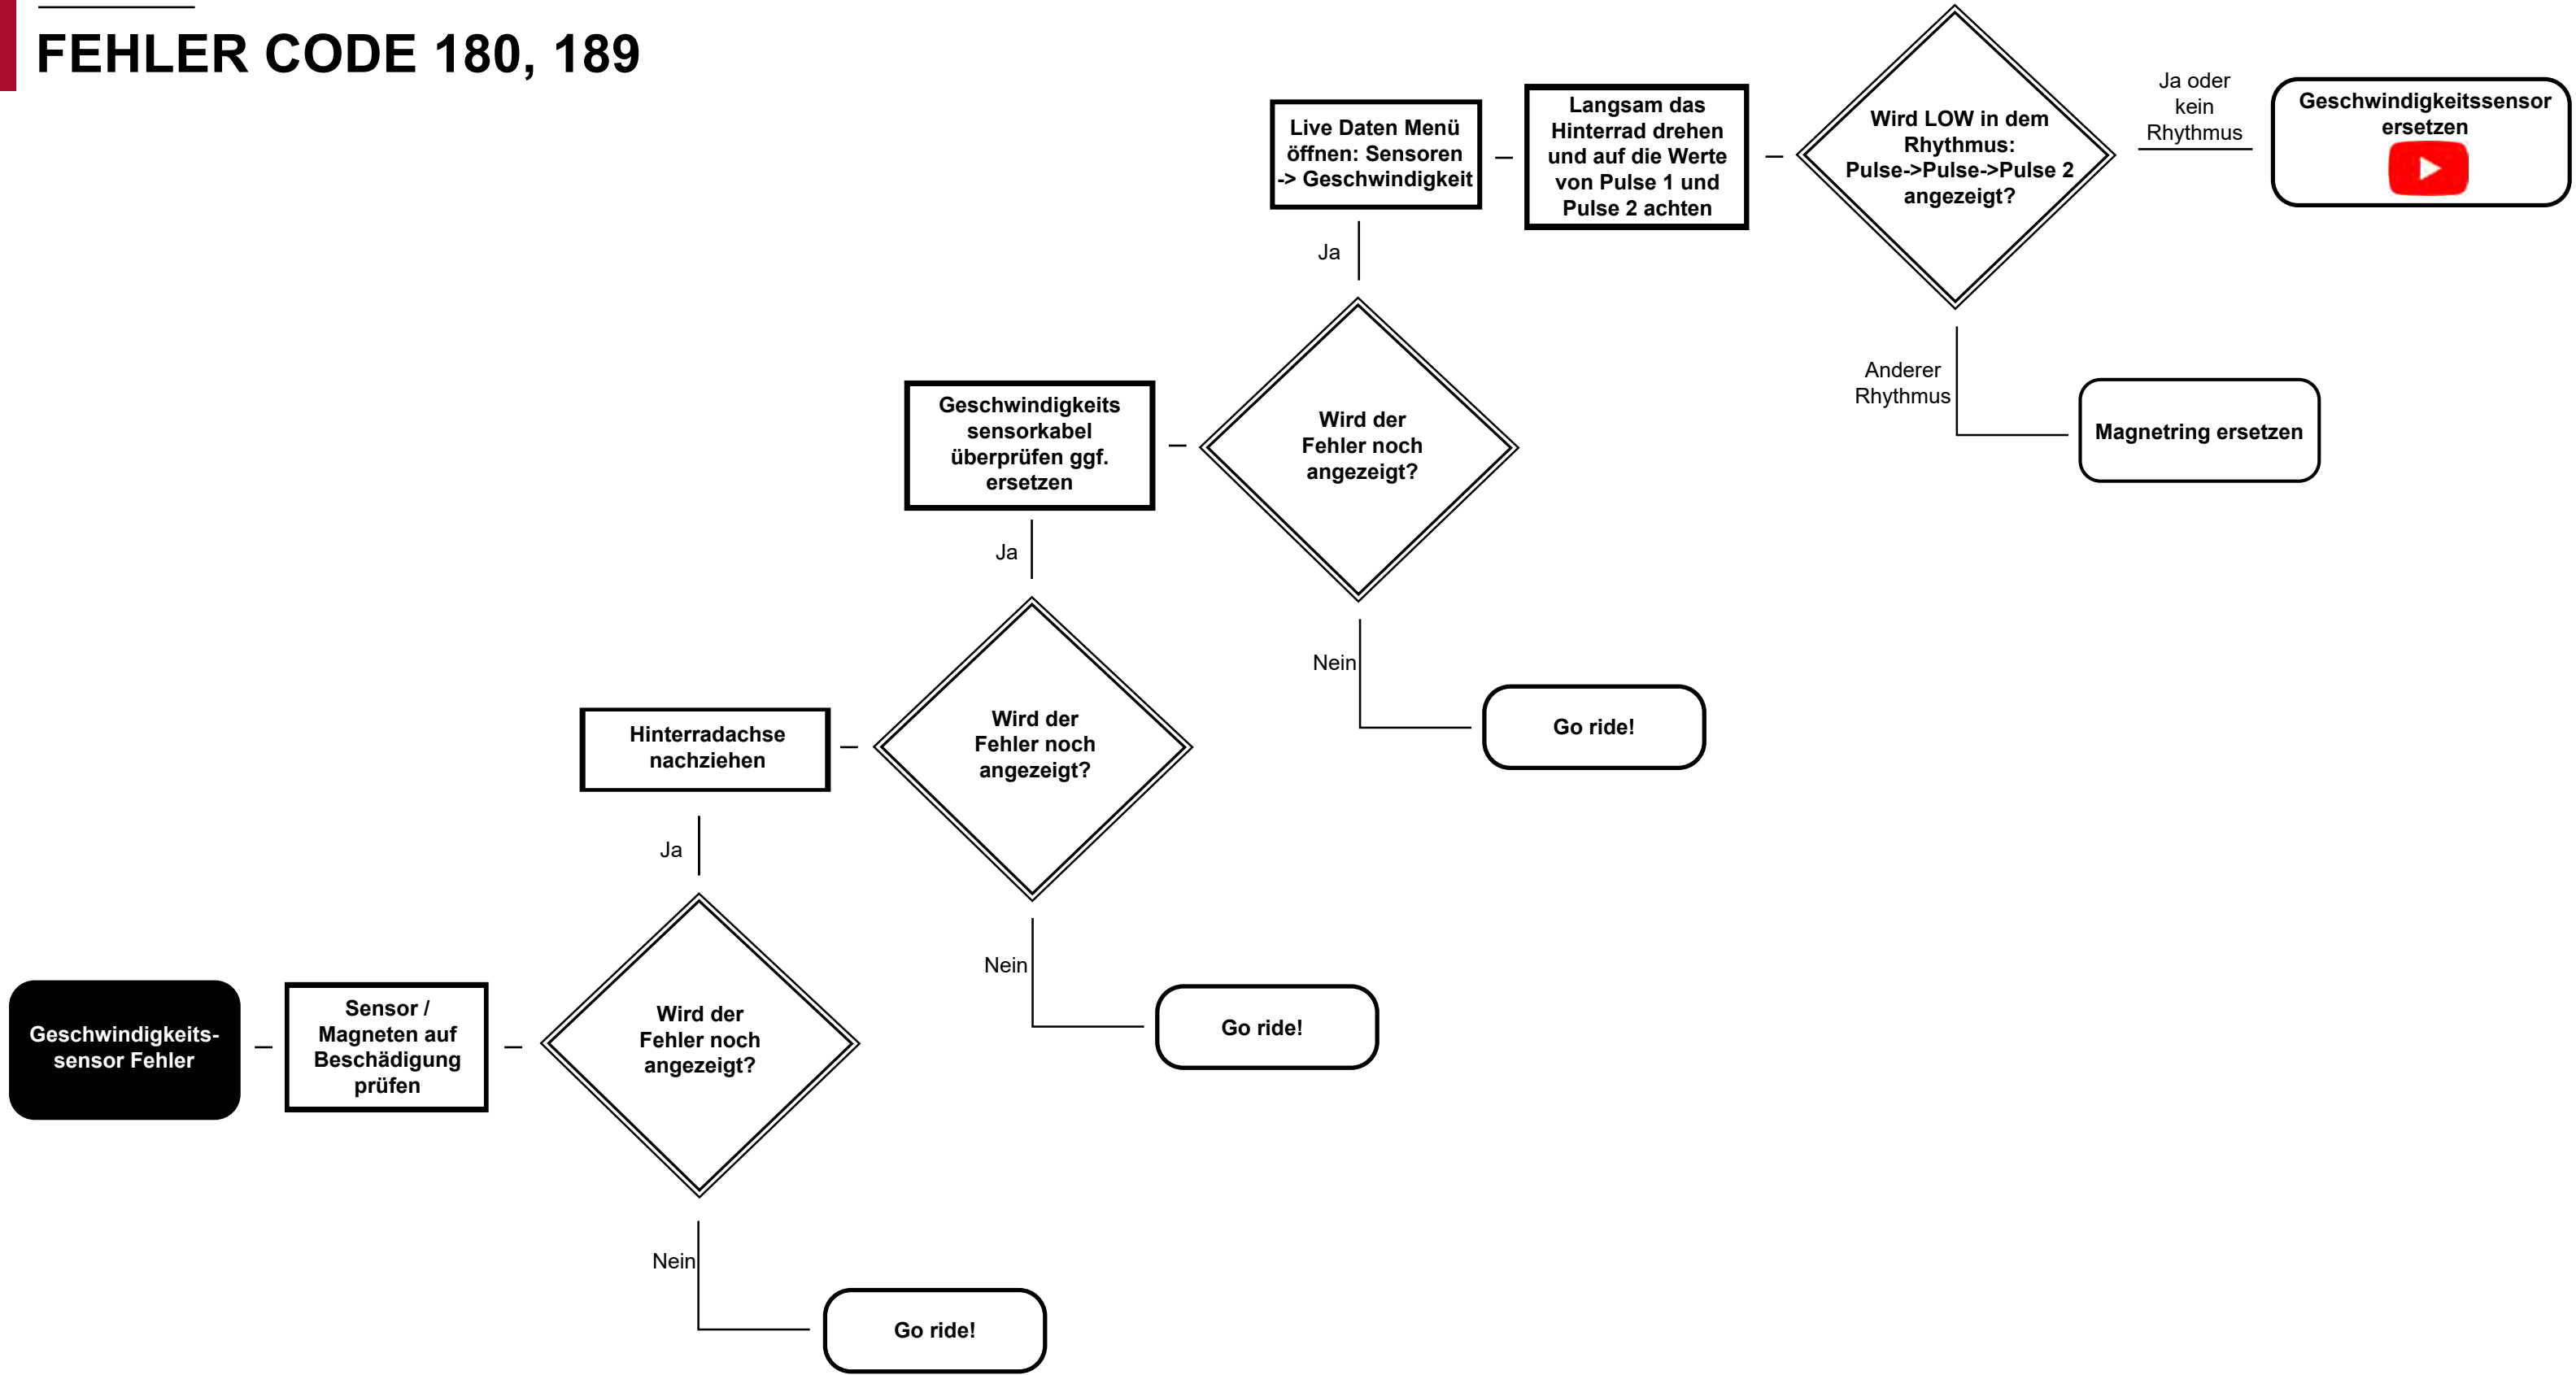 FEHLER CODE 180, 189
Live Daten Menü
öffnen: Sensoren
-> Geschwindigkeit
Langsam das
Hinterrad drehen
und auf die Werte
von Pulse 1 und
Pulse 2 achten
Wird LOW in dem
Rhythmus:
Pulse->Pulse->Pulse 2
angezeigt?
Ja oder
kein
Rhythmus
Geschwindigkeitssensor
ersetzen
Ja
Anderer
Rhythmus
Magnetring ersetzen
Geschwindigkeits
sensorkabel
überprüfen ggf.
ersetzen
Wird der
Fehler noch
angezeigt?
Ja
Nein
Go ride!
Hinterradachse
nachziehen
Wird der
Fehler noch
angezeigt?
Ja
Nein
Go ride!
Geschwindigkeits-
sensor Fehler
Sensor /
Magneten auf
Beschädigung
prüfen
Wird der
Fehler noch
angezeigt?
Nein
Go ride!